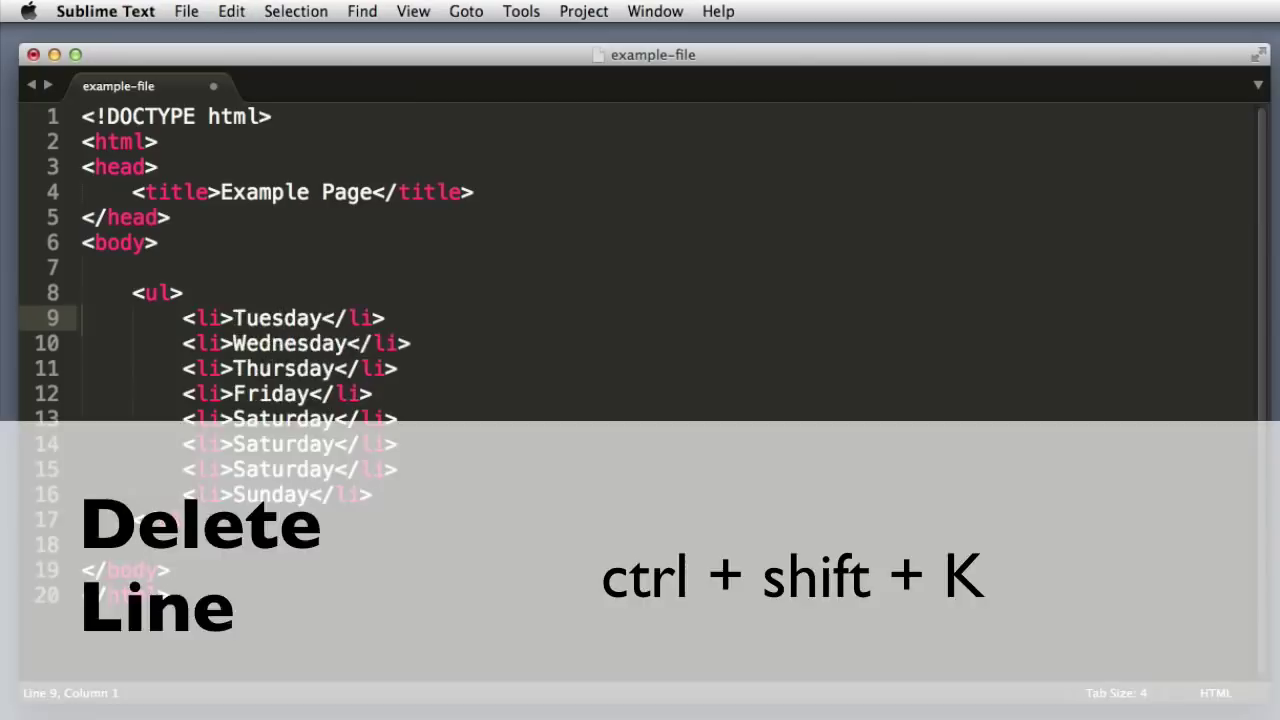 Sublime Text File Edit Selection Find View Goto Tools Project Window Help
example-file
example-file
1 <!DOCTYPE html>
2 <html>
3 <head>
4 <title>Example Page</title>
5 </head>
6 <body>
7
8 <ul>
9 <li>Tuesday</li>
10 <li>Wednesday</li>
11 <li>Thursday</li>
12 <li>Friday</li>
13 <li>Saturday</li>
14 <li>Saturday</li>
15 <li>Saturday</li>
16 <li>Sunday</li>
17
18
19 </body>
20
Delete
Line
ctrl + shift + K
Line 9, Column 1 Tab Size: 4 HTML